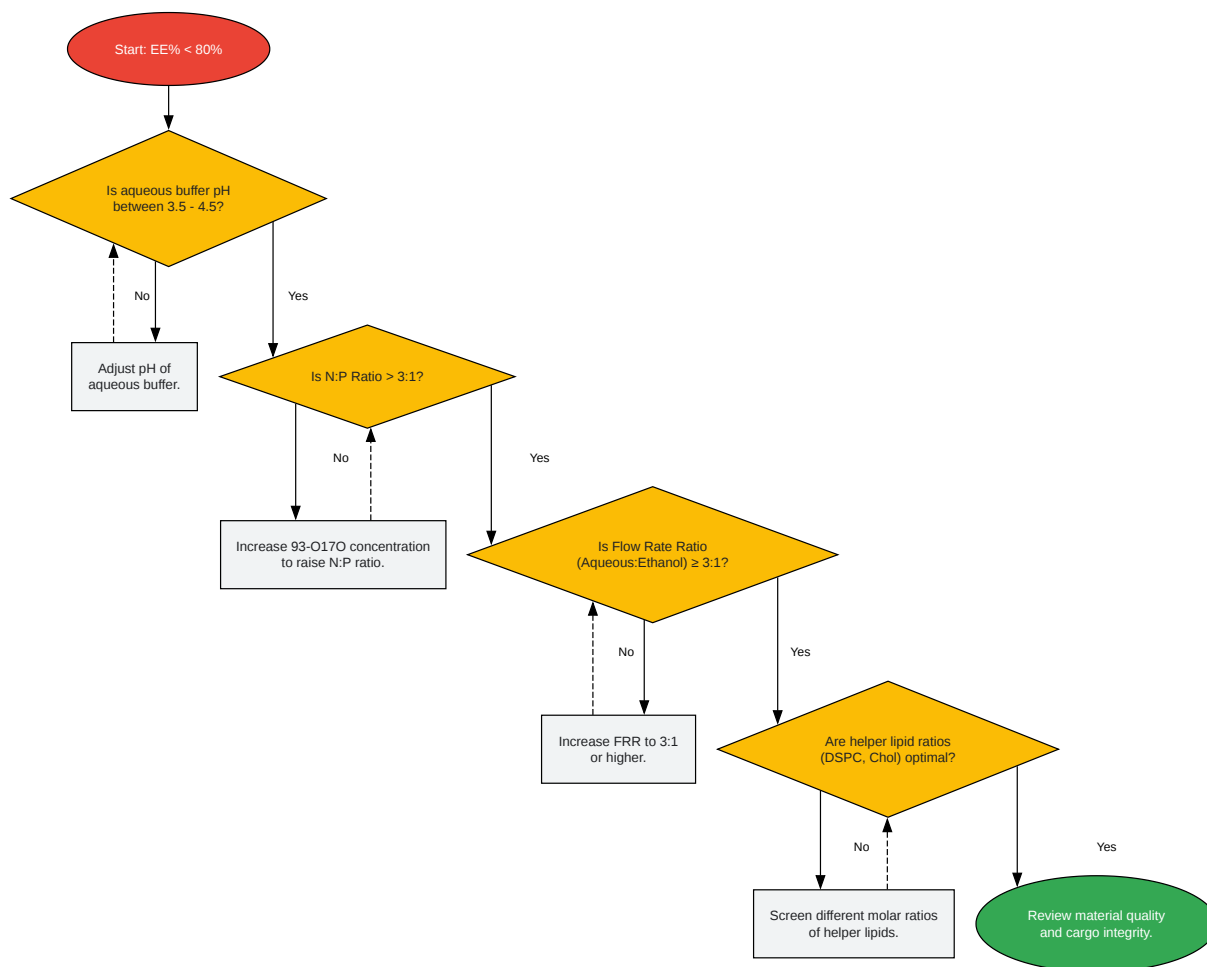 Start: EE% < 80%
Is aqueous buffer pH
between 3.5 - 4.5?
No
Yes
Adjust pH of
aqueous buffer.
Is N:P Ratio > 3:1?
No
Yes
Increase 93-O17O concentration
to raise N:P ratio.
Is Flow Rate Ratio
(Aqueous:Ethanol) ≥ 3:1?
No
Yes
Increase FRR to 3:1
or higher.
Are helper lipid ratios
(DSPC, Chol) optimal?
No
Yes
Screen different molar ratios
of helper lipids.
Review material quality
and cargo integrity.